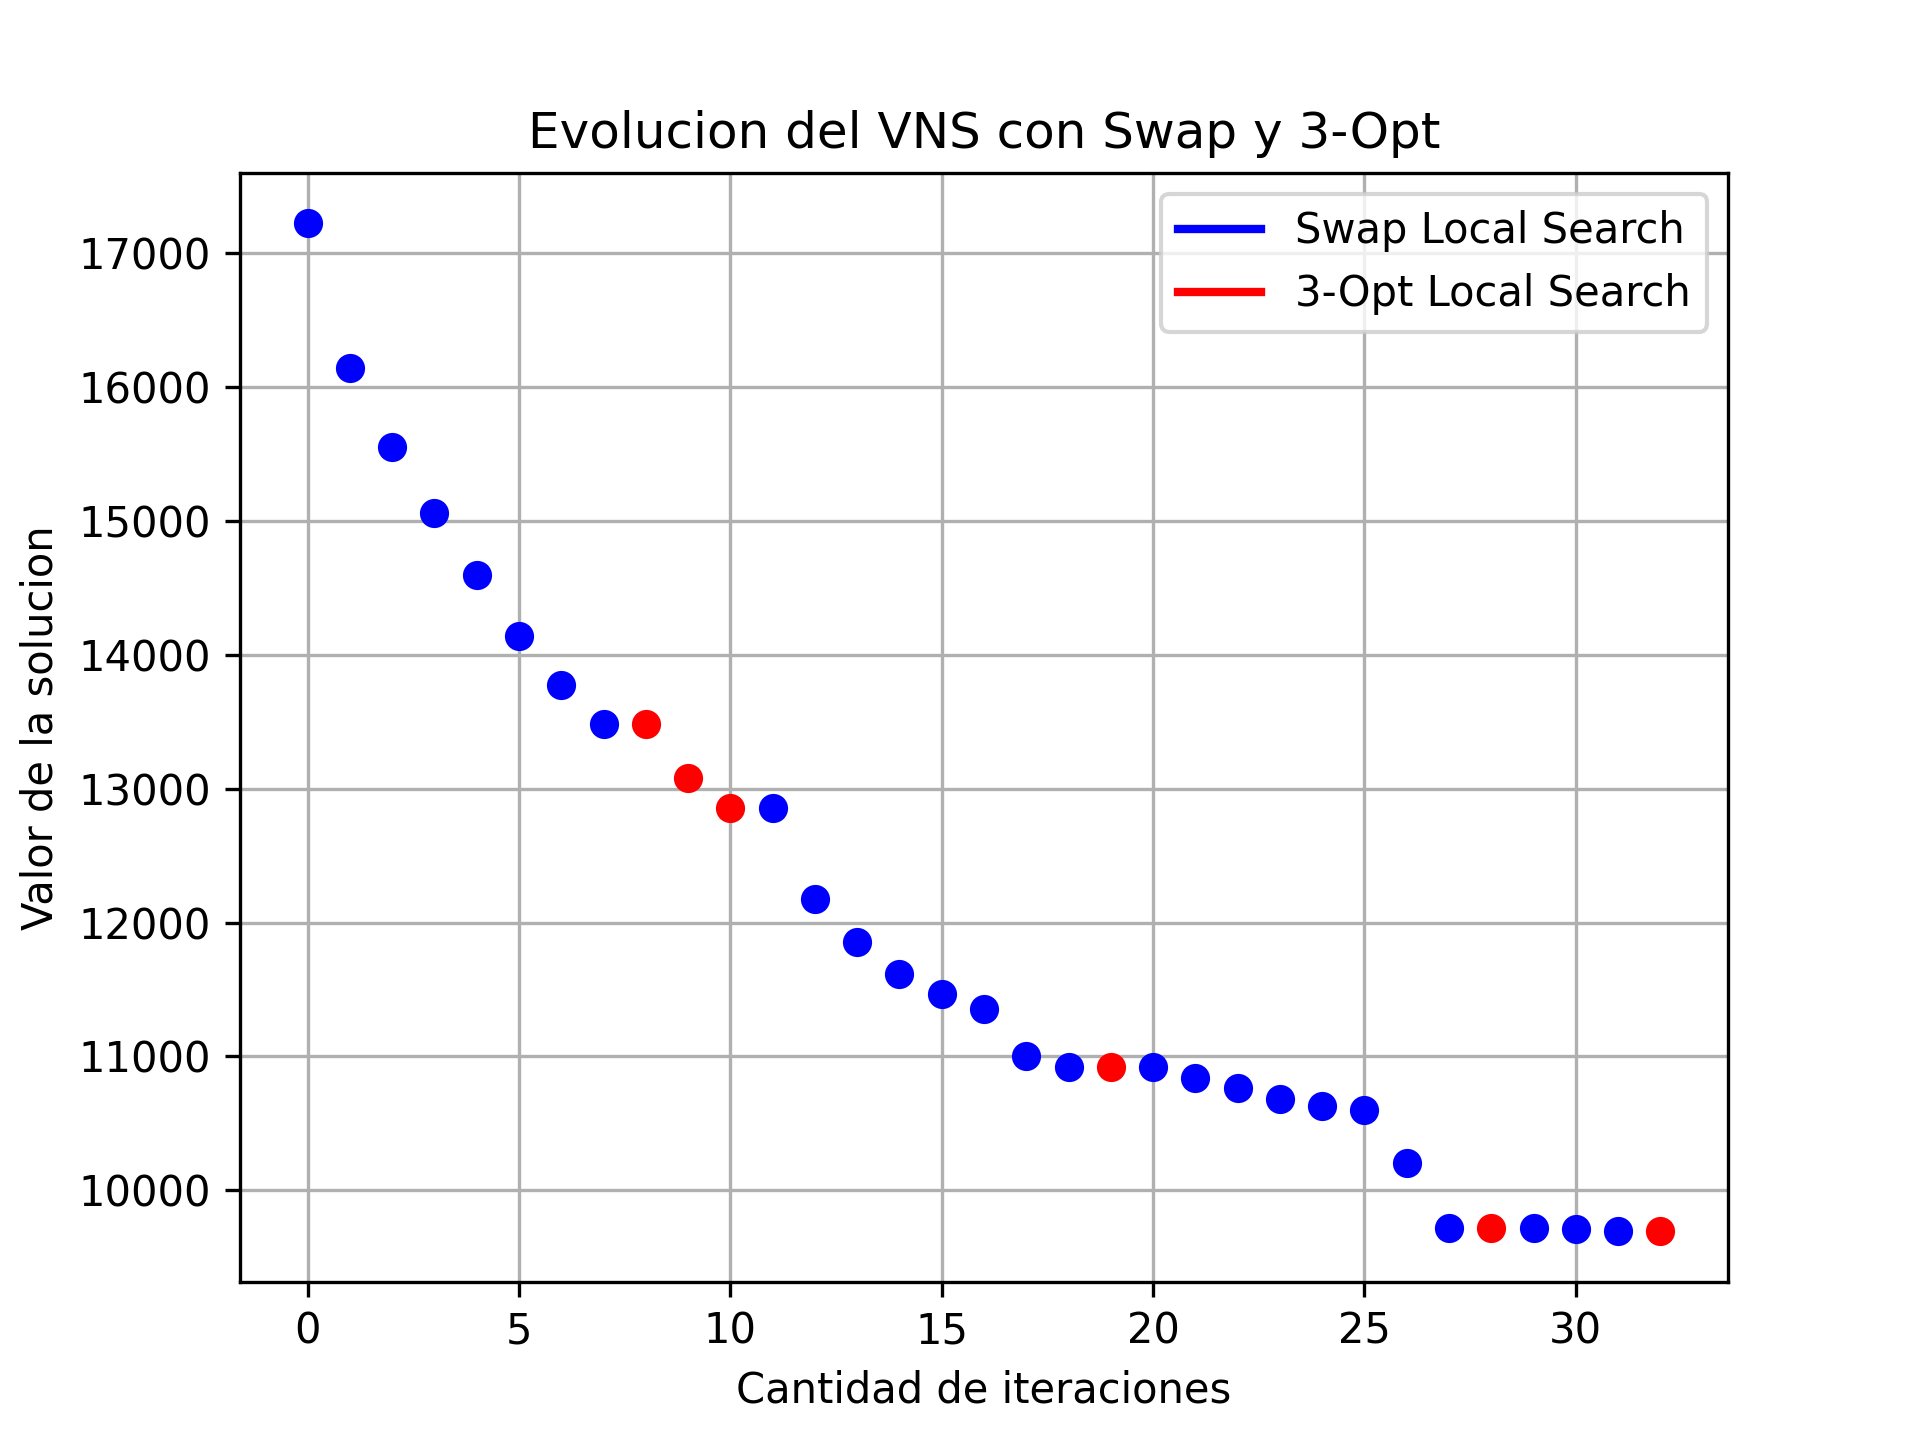 Evolucion del VNS con Swap y 3-Opt
Swap Local Search
3-Opt Local Search
Valor de la solucion
17000
16000
15000
14000
13000
12000
11000
10000
0 5 10 15 20 25 30
Cantidad de iteraciones